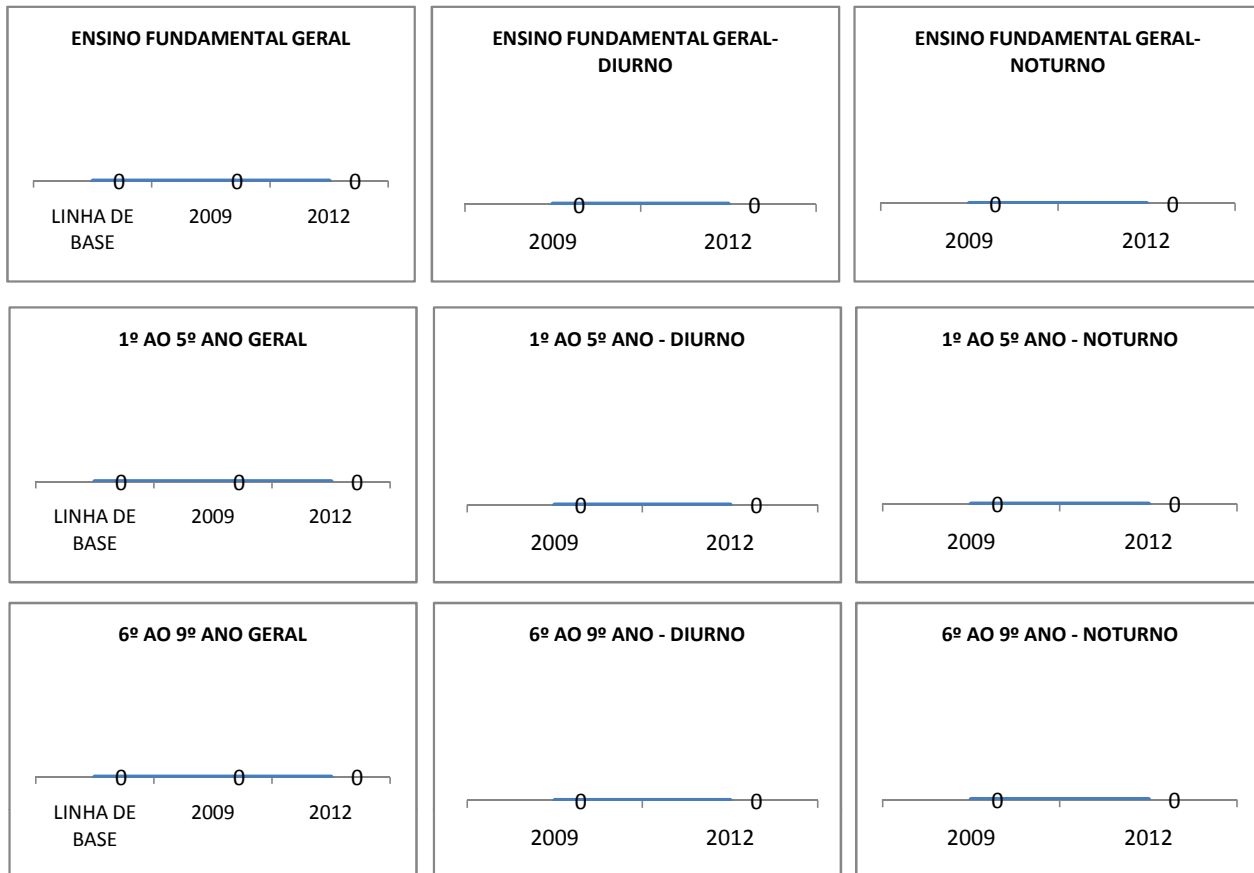 ENSINO FUNDAMENTAL GERAL
0 0 0
LINHA DE BASE 2009 2012
ENSINO FUNDAMENTAL GERAL-
DIURNO
0 0
2009 2012
ENSINO FUNDAMENTAL GERAL-
NOTURNO
0 0
2009 2012
1º AO 5º ANO GERAL
0 0 0
LINHA DE BASE 2009 2012
1º AO 5º ANO - DIURNO
0 0
2009 2012
1º AO 5º ANO - NOTURNO
0 0
2009 2012
6º AO 9º ANO GERAL
0 0 0
LINHA DE BASE 2009 2012
6º AO 9º ANO - DIURNO
0 0
2009 2012
6º AO 9º ANO - NOTURNO
0 0
2009 2012